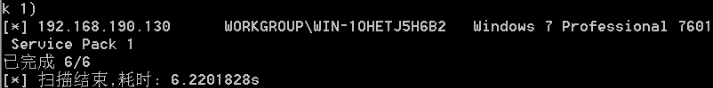 k 1)
[*] 192.168.190.130 WORKGROUP\WIN-1OHETJ5H6B2 Windows 7 Professional 7601
Service Pack 1
已完成 6/6
[*] 扫描结束,耗时: 6.2201828s